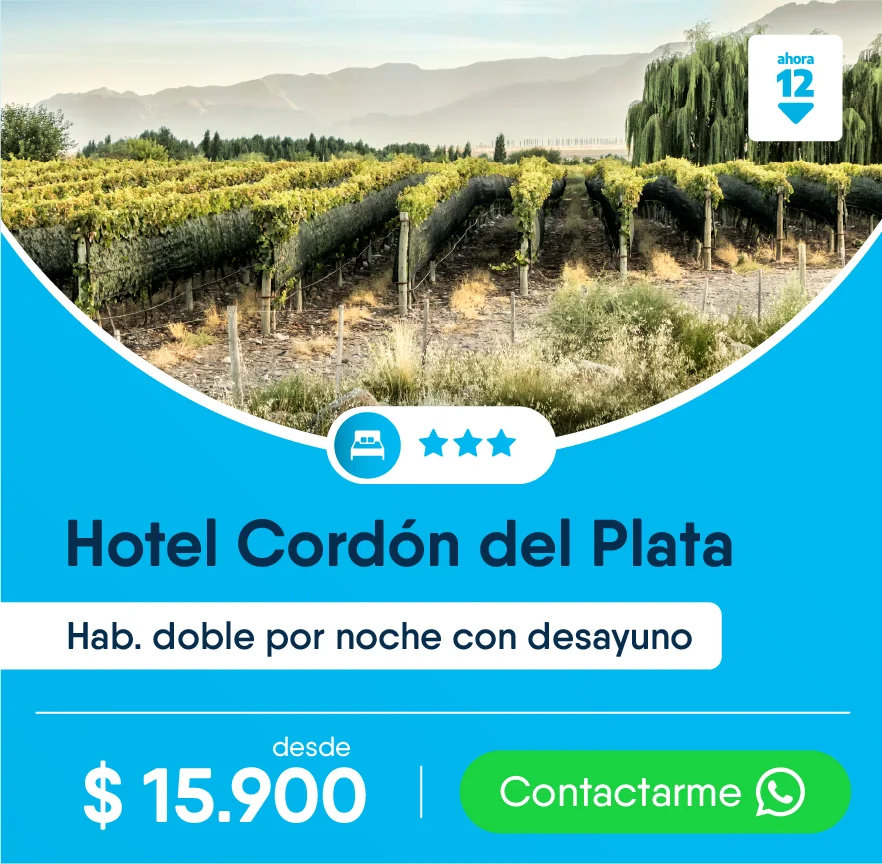 ahora
12
Hotel Cordón del Plata
Hab. doble por noche con desayuno
desde
$ 15.900
Contactarme